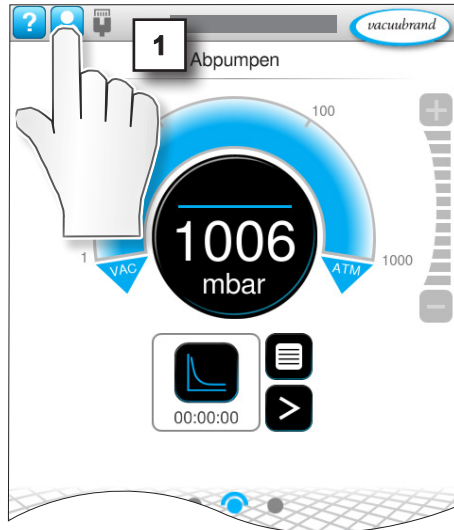 ?
1
vacuubrand
Abpumpen
100
1
1000
VAC
ATM
1006
mbar
00:00:00